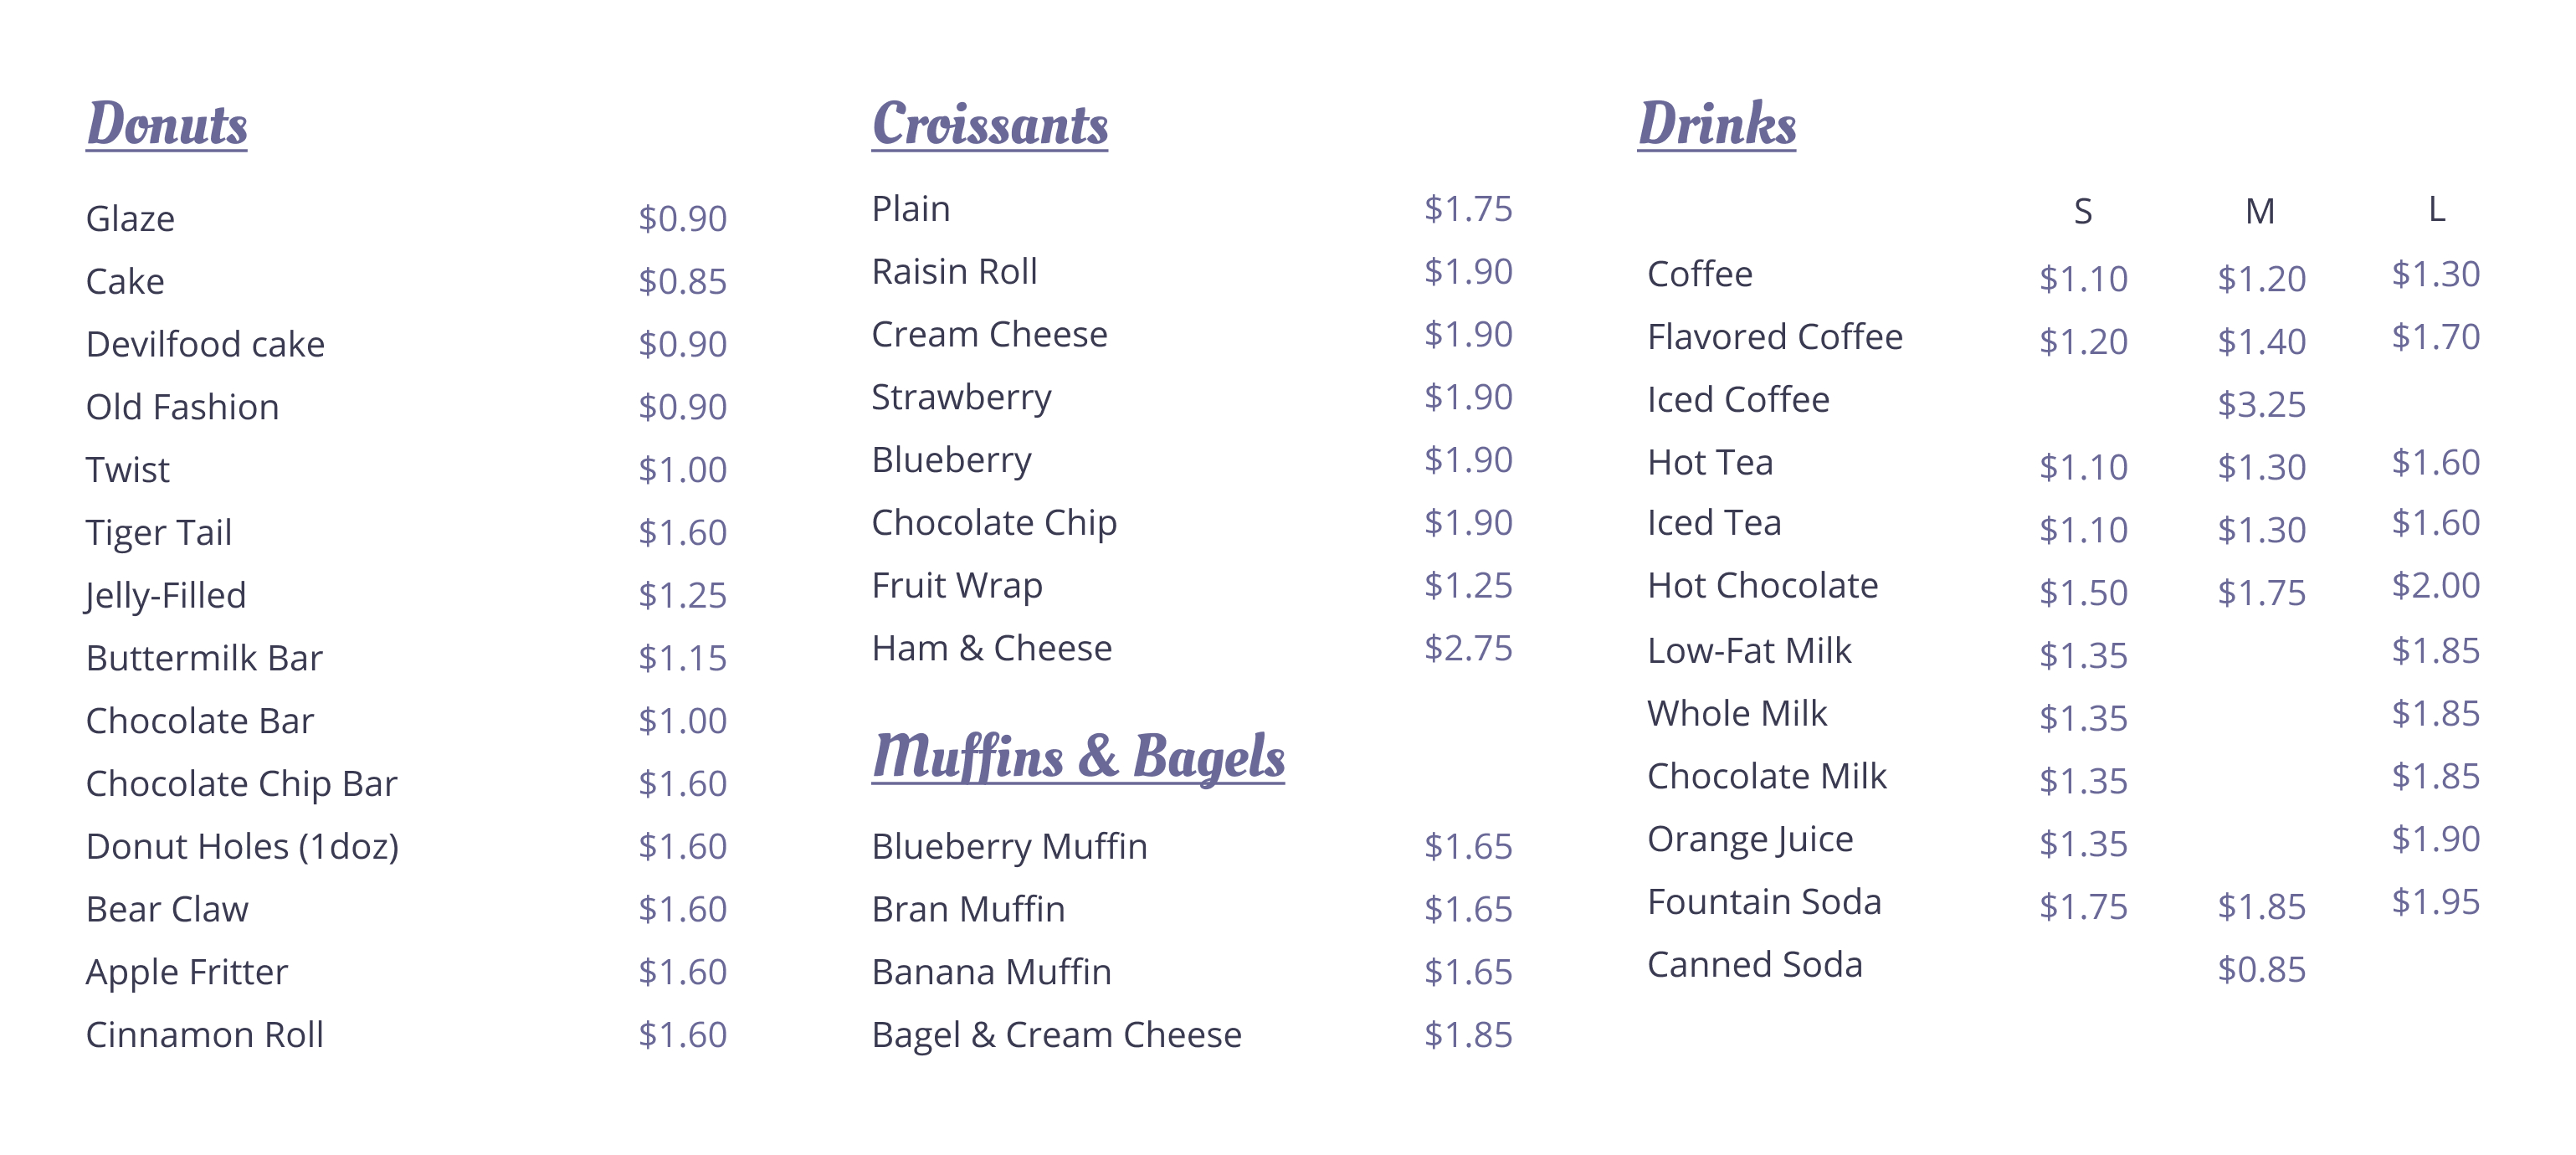 Donuts
Glaze $0.90
Cake $0.85
Devilfood cake $0.90
Old Fashion $0.90
Twist $1.00
Tiger Tail $1.60
Jelly-Filled $1.25
Buttermilk Bar $1.15
Chocolate Bar $1.00
Chocolate Chip Bar $1.60
Donut Holes (1doz) $1.60
Bear Claw $1.60
Apple Fritter $1.60
Cinnamon Roll $1.60
Croissants
Plain $1.75
Raisin Roll $1.90
Cream Cheese $1.90
Strawberry $1.90
Blueberry $1.90
Chocolate Chip $1.90
Fruit Wrap $1.25
Ham & Cheese $2.75
Muffins & Bagels
Blueberry Muffin $1.65
Bran Muffin $1.65
Banana Muffin $1.65
Bagel & Cream Cheese $1.85
Drinks
S M L
Coffee $1.10 $1.20 $1.30
Flavored Coffee $1.20 $1.40 $1.70
Iced Coffee $3.25
Hot Tea $1.10 $1.30 $1.60
Iced Tea $1.10 $1.30 $1.60
Hot Chocolate $1.50 $1.75 $2.00
Low-Fat Milk $1.35 $1.85
Whole Milk $1.35 $1.85
Chocolate Milk $1.35 $1.85
Orange Juice $1.35 $1.90
Fountain Soda $1.75 $1.85 $1.95
Canned Soda $0.85